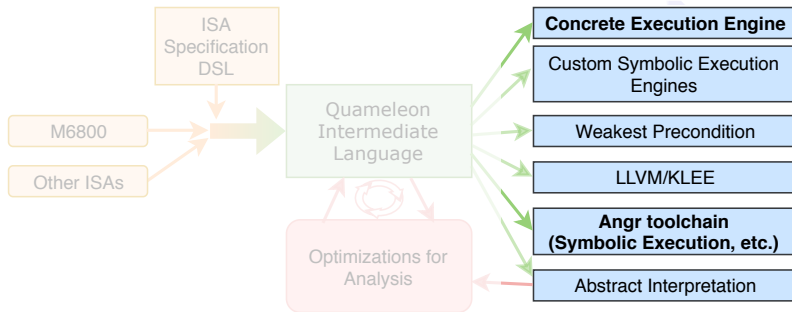 ISA
Specification
DSL
M6800
Other ISAs
Quameleon
Intermediate
Language
Optimizations for
Analysis
Concrete Execution Engine
Custom Symbolic Execution
Engines
Weakest Precondition
LLVM/KLEE
Angr toolchain
(Symbolic Execution, etc.)
Abstract Interpretation